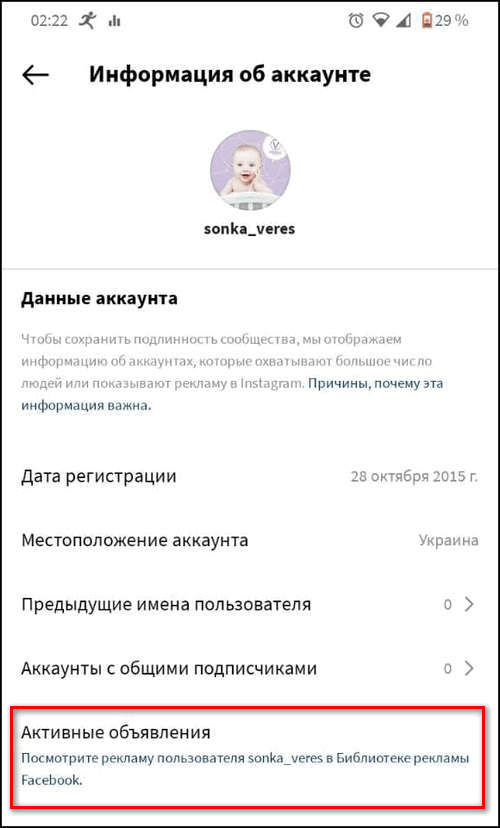 02:22
29 %
Информация об аккаунте
sonka_veres
Данные аккаунта
Чтобы сохранить подлинность сообщества, мы отображаем
информацию об аккаунтах, которые охватывают большое число
людей или показывают рекламу в Instagram. Причины, почему эта
информация важна.
Дата регистрации
28 октября 2015 г.
Местоположение аккаунта
Украина
Предыдущие имена пользователя
0
Аккаунты с общими подписчиками
0
Активные объявления
Посмотрите рекламу пользователя sonka_veres в Библиотеке рекламы
Facebook.